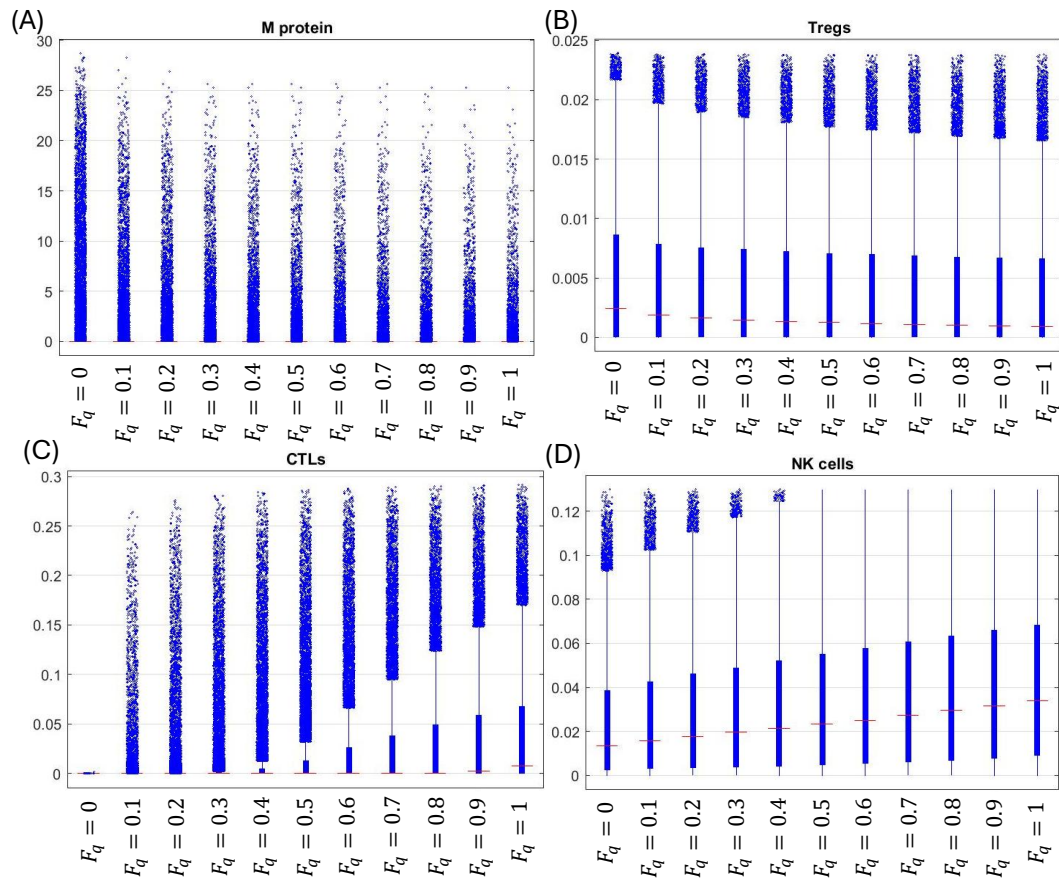 (A)
M protein
30
25
20
15
10
5
0
F_q = 0
F_q = 0.1
F_q = 0.2
F_q = 0.3
F_q = 0.4
F_q = 0.5
F_q = 0.6
F_q = 0.7
F_q = 0.8
F_q = 0.9
F_q = 1
(B)
Tregs
0.025
0.02
0.015
0.01
0.005
0
F_q = 0
F_q = 0.1
F_q = 0.2
F_q = 0.3
F_q = 0.4
F_q = 0.5
F_q = 0.6
F_q = 0.7
F_q = 0.8
F_q = 0.9
F_q = 1
(C)
CTLs
0.3
0.25
0.2
0.15
0.1
0.05
0
F_q = 0
F_q = 0.1
F_q = 0.2
F_q = 0.3
F_q = 0.4
F_q = 0.5
F_q = 0.6
F_q = 0.7
F_q = 0.8
F_q = 0.9
F_q = 1
(D)
NK cells
0.12
0.1
0.08
0.06
0.04
0.02
0
F_q = 0
F_q = 0.1
F_q = 0.2
F_q = 0.3
F_q = 0.4
F_q = 0.5
F_q = 0.6
F_q = 0.7
F_q = 0.8
F_q = 0.9
F_q = 1